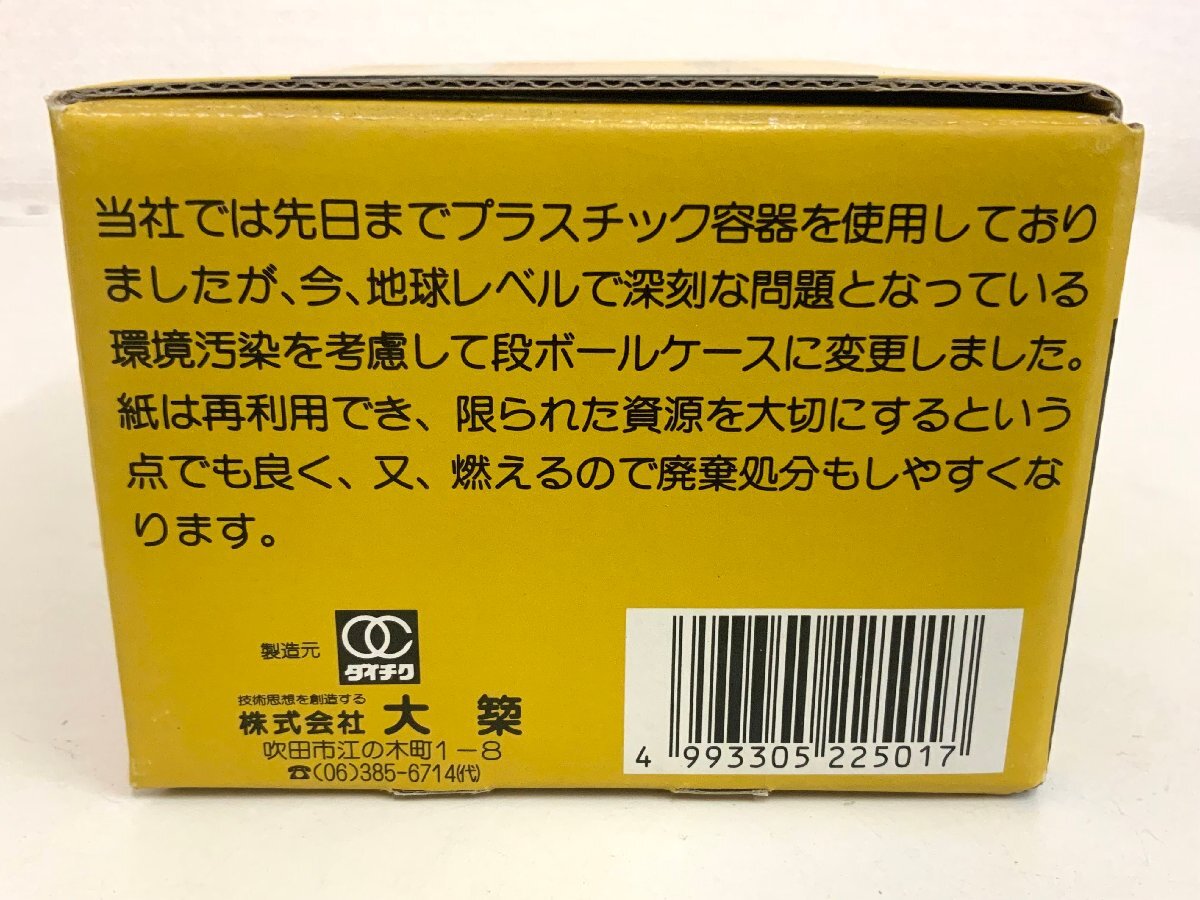 当社では先日までプラスチック容器を使用しており
ましたが、今、地球レベルで深刻な問題となっている
環境汚染を考慮して段ボールケースに変更しました。
紙は再利用でき、限られた資源を大切にするという
点でも良く、又、燃えるので廃棄処分もしやすくな
ります。
製造元
ダイチク
技術思想を創造する
株式会社 大築
吹田市江の木町1-8
☎(06)385-6714(代)
4 993305 225017